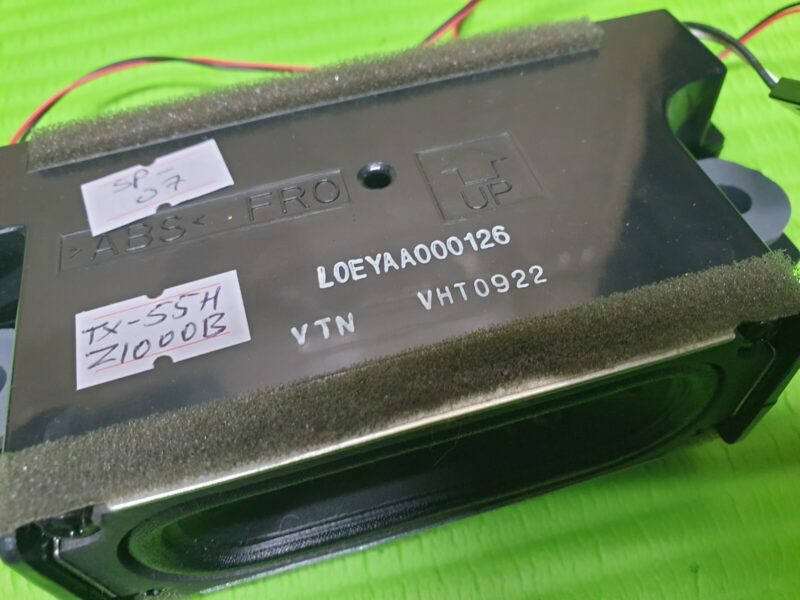 SP-
07
>ABS< FRO
UP
L0EYAA000126
VTN VHT0922
TX-55H
Z1000B